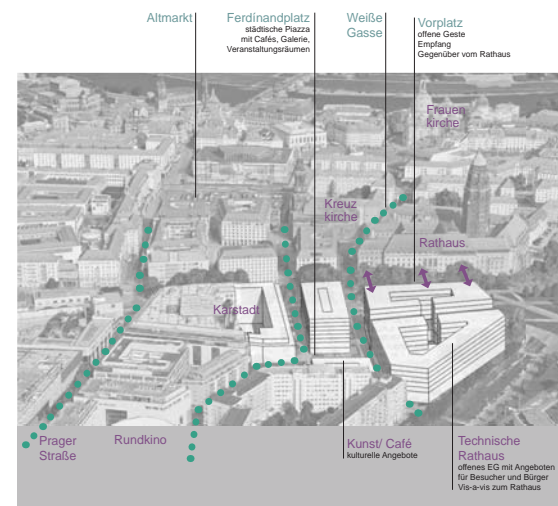 Altmarkt
Ferdinandplatz
städtische Piazza
mit Cafés, Galerie,
Veranstaltungsräumen
Weiße
Gasse
Vorplatz
offene Geste
Empfang
Gegenüber vom Rathaus
Frauen
kirche
Kreuz
kirche
Rathaus
Karstadt
Prager
Straße
Rundkino
Kunst/ Café
kulturelle Angebote
Technische
Rathaus
offenes EG mit Angeboten
für Besucher und Bürger
Vis-a-vis zum Rathaus